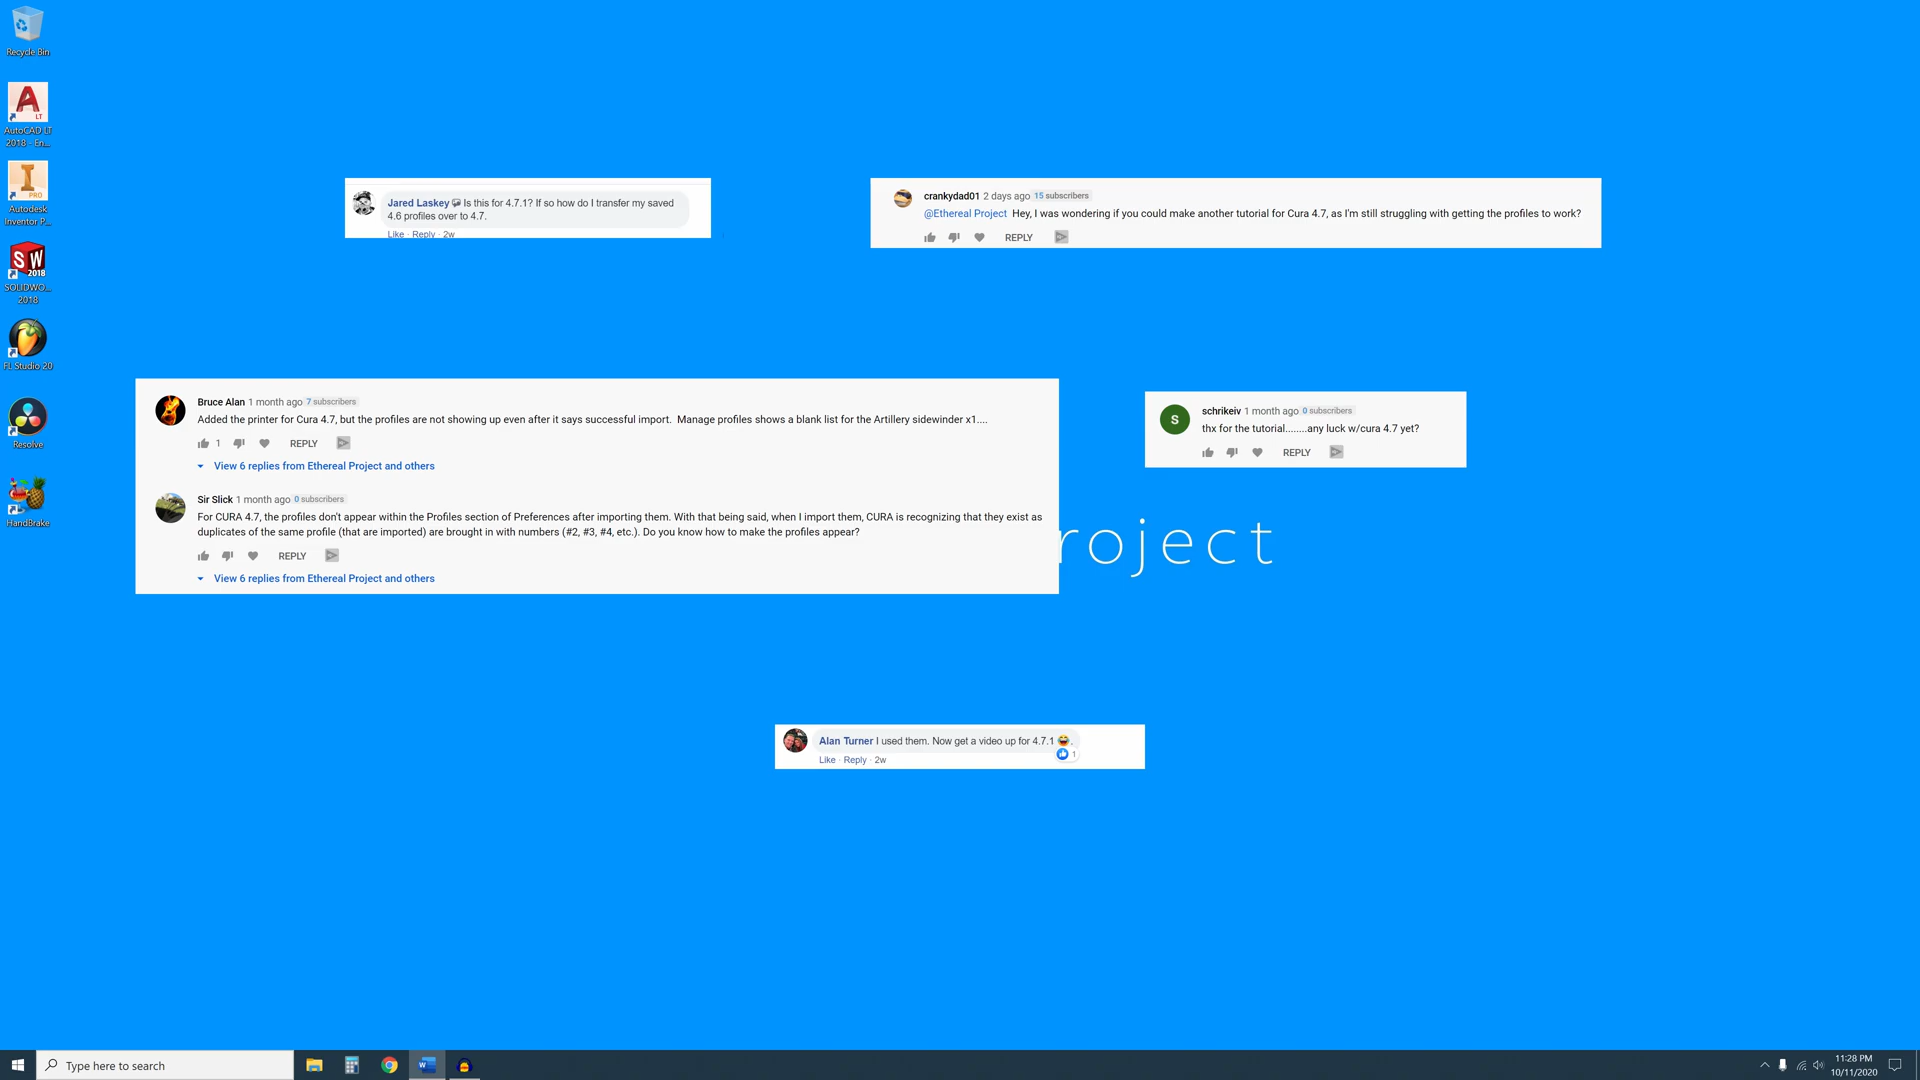 Recycle Bin
AutoCAD LT
2018 - En...
Autodesk
Inventor P...
SOLIDWO...
2018
FL Studio 20
Resolve
HandBrake
Jared Laskey Is this for 4.7.1? If so how do I transfer my saved
4.6 profiles over to 4.7.
Like · Reply · 2w
crankydad01 2 days ago 15 subscribers
@Ethereal Project Hey, I was wondering if you could make another tutorial for Cura 4.7, as I'm still struggling with getting the profiles to work?
REPLY
Bruce Alan 1 month ago 7 subscribers
Added the printer for Cura 4.7, but the profiles are not showing up even after it says successful import. Manage profiles shows a blank list for the Artillery sidewinder x1....
1 REPLY
View 6 replies from Ethereal Project and others
Sir Slick 1 month ago 0 subscribers
For CURA 4.7, the profiles don't appear within the Profiles section of Preferences after importing them. With that being said, when I import them, CURA is recognizing that they exist as
duplicates of the same profile (that are imported) are brought in with numbers (#2, #3, #4, etc.). Do you know how to make the profiles appear?
REPLY
View 6 replies from Ethereal Project and others
S
schrikeiv 1 month ago 0 subscribers
thx for the tutorial........any luck w/cura 4.7 yet?
REPLY
roject
Alan Turner I used them. Now get a video up for 4.7.1 😂.
1
Like · Reply · 2w
Type here to search
11:28 PM
10/11/2020